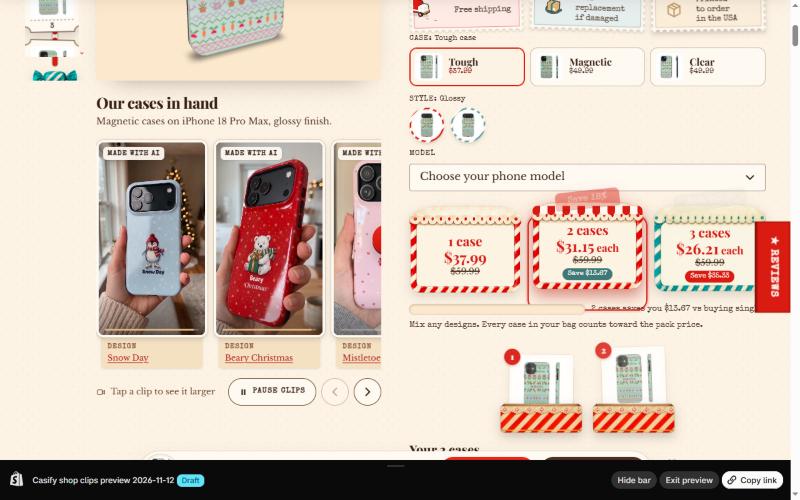 3
Our cases in hand
Magnetic cases on iPhone 18 Pro Max, glossy finish.
MADE WITH AI
MADE WITH AI
MADE WITH
Snow Day
Beary
Christmas
DESIGN
Snow Day
DESIGN
Beary Christmas
DESIGN
Mistletoe
Tap a clip to see it larger
PAUSE CLIPS
Free shipping
replacement
if damaged
to order
in the USA
CASE: Tough case
Tough
$37.99
Magnetic
$49.99
Clear
$49.99
STYLE: Glossy
MODEL
Choose your phone model
Save 18%
1 case
$37.99
$59.99
2 cases
$31.15 each
$59.99
Save $13.67
3 cases
$26.21 each
$59.99
Save $35.33
2 cases saves you $13.67 vs buying sing
Mix any designs. Every case in your bag counts toward the pack price.
1
2
Your 2 cases
★ REVIEWS
Casify shop clips preview 2026-11-12
Draft
Hide bar
Exit preview
Copy link